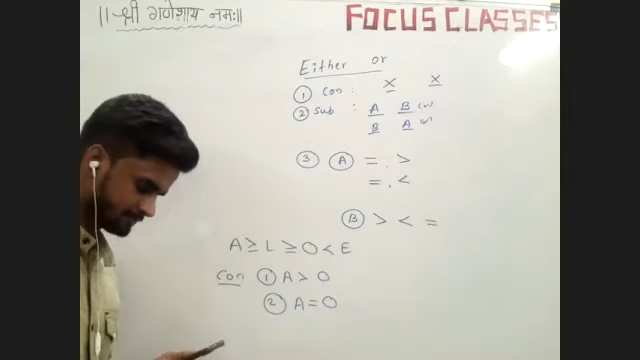 ॥श्री गणेशाय नमः॥
FOCUS CLASSES
Either or
① Con : × ×
② Sub : A B (✓)
B A (✓)
③ Ⓐ = , >
= , <
Ⓑ > < =
A ≥ L ≥ O < E
Con ① A > O
② A = O